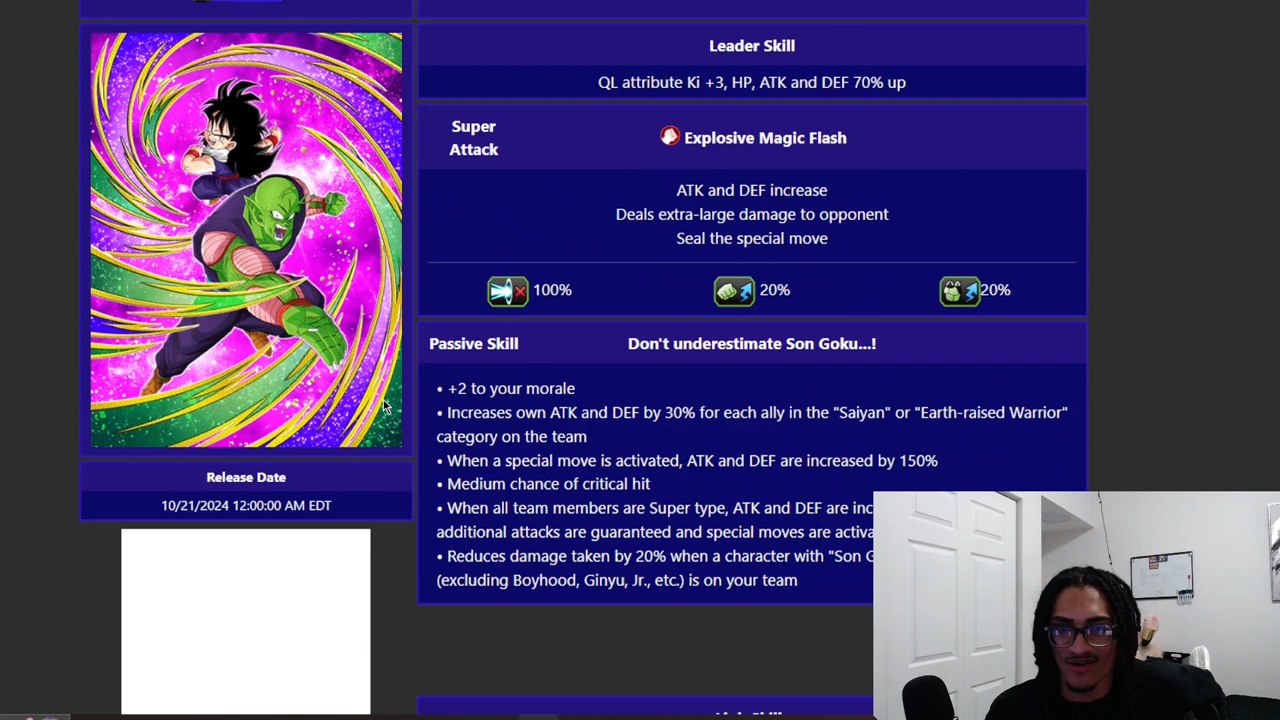 Leader Skill
QL attribute Ki +3, HP, ATK and DEF 70% up
Super
Attack
Explosive Magic Flash
ATK and DEF increase
Deals extra-large damage to opponent
Seal the special move
100%
20%
20%
Passive Skill
Don't underestimate Son Goku...!
• +2 to your morale
• Increases own ATK and DEF by 30% for each ally in the "Saiyan" or "Earth-raised Warrior"
category on the team
• When a special move is activated, ATK and DEF are increased by 150%
• Medium chance of critical hit
• When all team members are Super type, ATK and DEF are inc
additional attacks are guaranteed and special moves are activa
• Reduces damage taken by 20% when a character with "Son G
(excluding Boyhood, Ginyu, Jr., etc.) is on your team
Release Date
10/21/2024 12:00:00 AM EDT